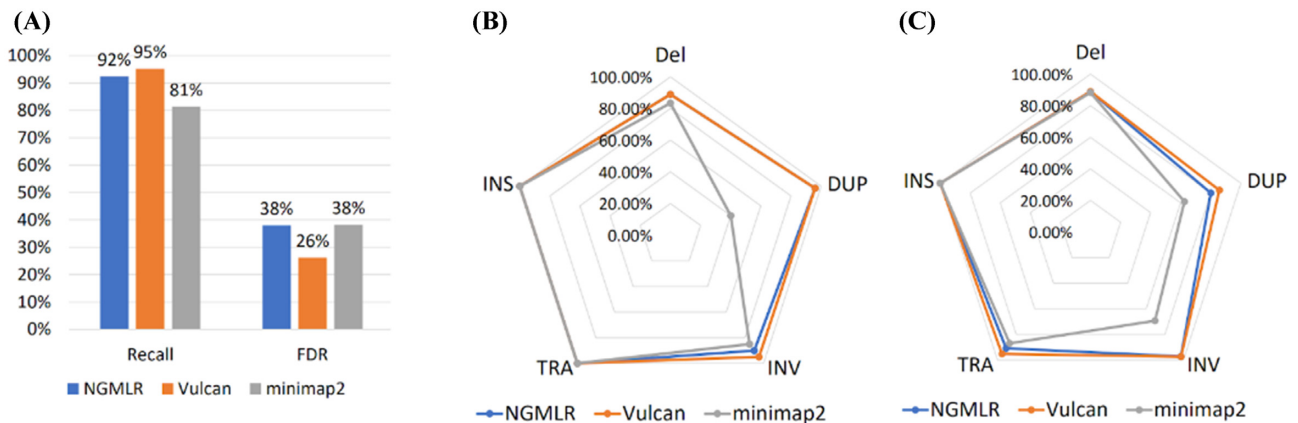 (A)
100%
90%
80%
70%
60%
50%
40%
30%
20%
10%
0%
92%
95%
81%
38%
26%
38%
Recall
FDR
NGMLR
Vulcan
minimap2
(B)
Del
100.00%
80.00%
60.00%
40.00%
20.00%
0.00%
INS
DUP
TRA
INV
NGMLR
Vulcan
minimap2
(C)
Del
100.00%
80.00%
60.00%
40.00%
20.00%
0.00%
INS
DUP
TRA
INV
NGMLR
Vulcan
minimap2